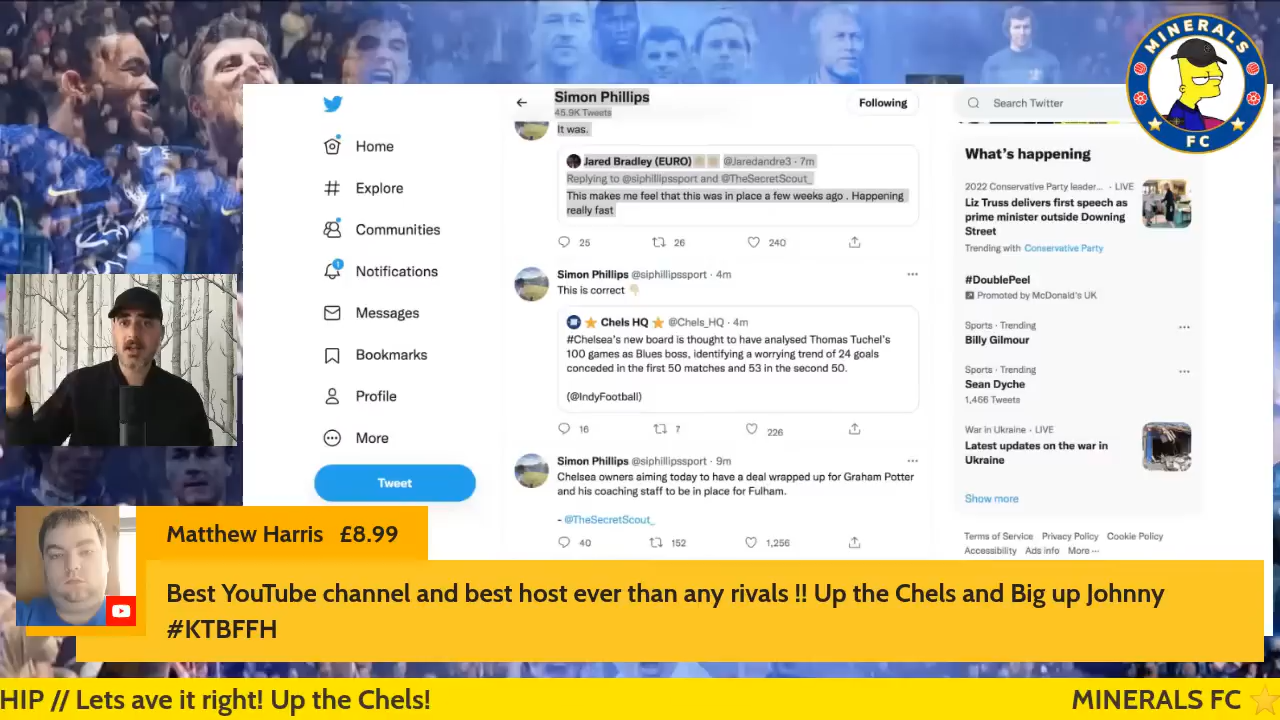 MINERALS
FC
Simon Phillips
45.9K Tweets
Following
Search Twitter
It was.
Jared Bradley (EURO) @Jaredandre3 · 7m
Replying to @siphillipssport and @TheSecretScout_
This makes me feel that this was in place a few weeks ago . Happening
really fast
25 26 240
Home
Explore
Communities
1
Notifications
Messages
Bookmarks
Profile
More
Tweet
Simon Phillips @siphillipssport · 4m
This is correct
Chels HQ @Chels_HQ · 4m
#Chelsea's new board is thought to have analysed Thomas Tuchel's
100 games as Blues boss, identifying a worrying trend of 24 goals
conceded in the first 50 matches and 53 in the second 50.
(@IndyFootball)
16 7 226
Simon Phillips @siphillipssport · 9m
Chelsea owners aiming today to have a deal wrapped up for Graham Potter
and his coaching staff to be in place for Fulham.
- @TheSecretScout_
40 152 1,256
What's happening
2022 Conservative Party leader... · LIVE
Liz Truss delivers first speech as
prime minister outside Downing
Street
Trending with Conservative Party
#DoublePeel
Promoted by McDonald's UK
Sports · Trending
Billy Gilmour
Sports · Trending
Sean Dyche
1,466 Tweets
War in Ukraine · LIVE
Latest updates on the war in
Ukraine
Show more
Terms of Service Privacy Policy Cookie Policy
Accessibility Ads info More ...
Matthew Harris £8.99
Best YouTube channel and best host ever than any rivals !! Up the Chels and Big up Johnny
#KTBFFH
HIP // Lets ave it right! Up the Chels!
MINERALS FC